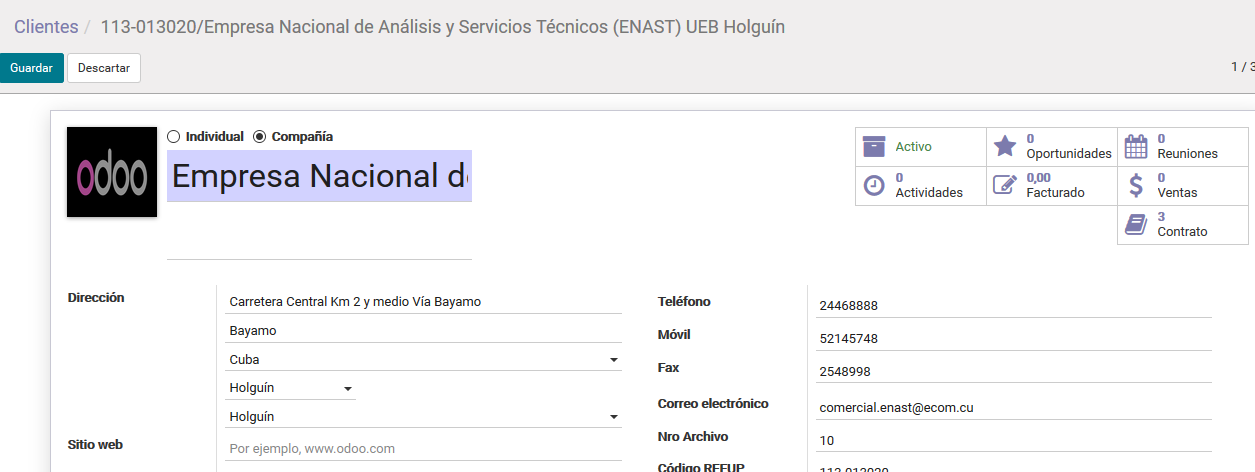 Clientes / 113-013020/Empresa Nacional de Análisis y Servicios Técnicos (ENAST) UEB Holguín
Guardar Descartar
1 / 3
odoo
Individual Compañía
Empresa Nacional d
Activo
0 Oportunidades
0 Reuniones
0 Actividades
0,00 Facturado
0 Ventas
3 Contrato
Dirección
Carretera Central Km 2 y medio Vía Bayamo
Bayamo
Cuba
Holguín
Holguín
Sitio web
Por ejemplo, www.odoo.com
Teléfono 24468888
Móvil 52145748
Fax 2548998
Correo electrónico comercial.enast@ecom.cu
Nro Archivo 10
Código REEUP 113-013020